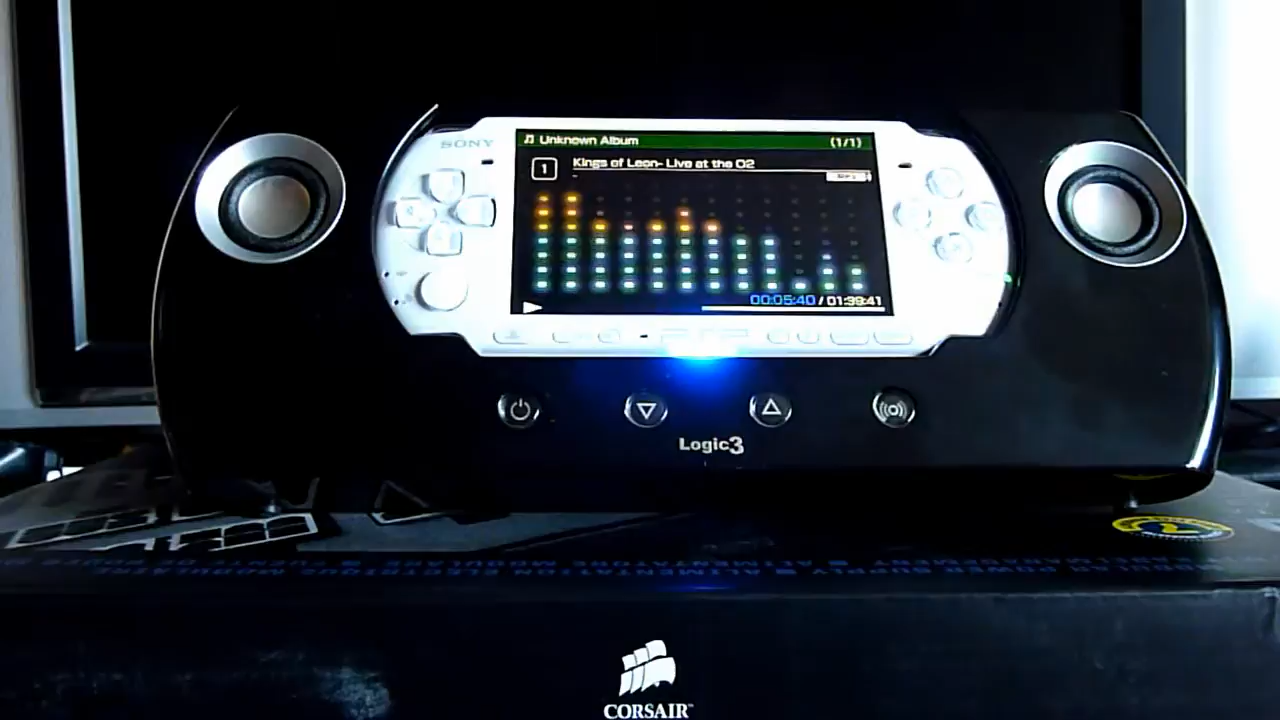 SONY
Unknown Album (1/1)
1
Kings of Leon- Live at the O2
MP3
00:05:40 / 01:39:41
Logic3
CORSAIR